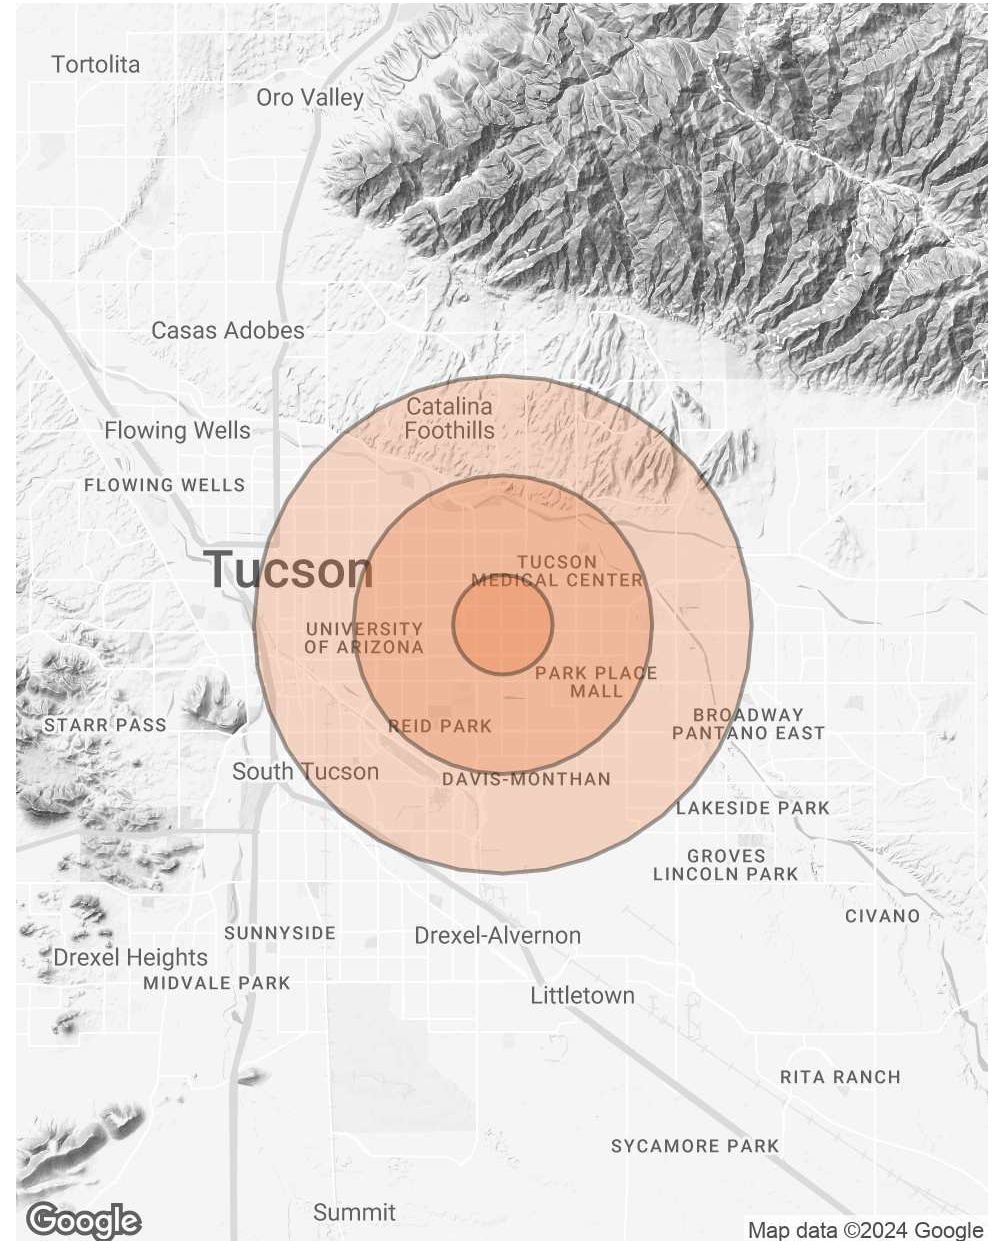 Tortolita
Oro Valley
Casas Adobes
Catalina
Foothills
Flowing Wells
FLOWING WELLS
Tucson
TUCSON
MEDICAL CENTER
UNIVERSITY
OF ARIZONA
PARK PLACE
MALL
STARR PASS
REID PARK
BROADWAY
PANTANO EAST
South Tucson
DAVIS-MONTHAN
LAKESIDE PARK
GROVES
LINCOLN PARK
CIVANO
SUNNYSIDE
Drexel-Alvernon
Drexel Heights
MIDVALE PARK
Littletown
RITA RANCH
SYCAMORE PARK
Summit
Google
Map data ©2024 Google